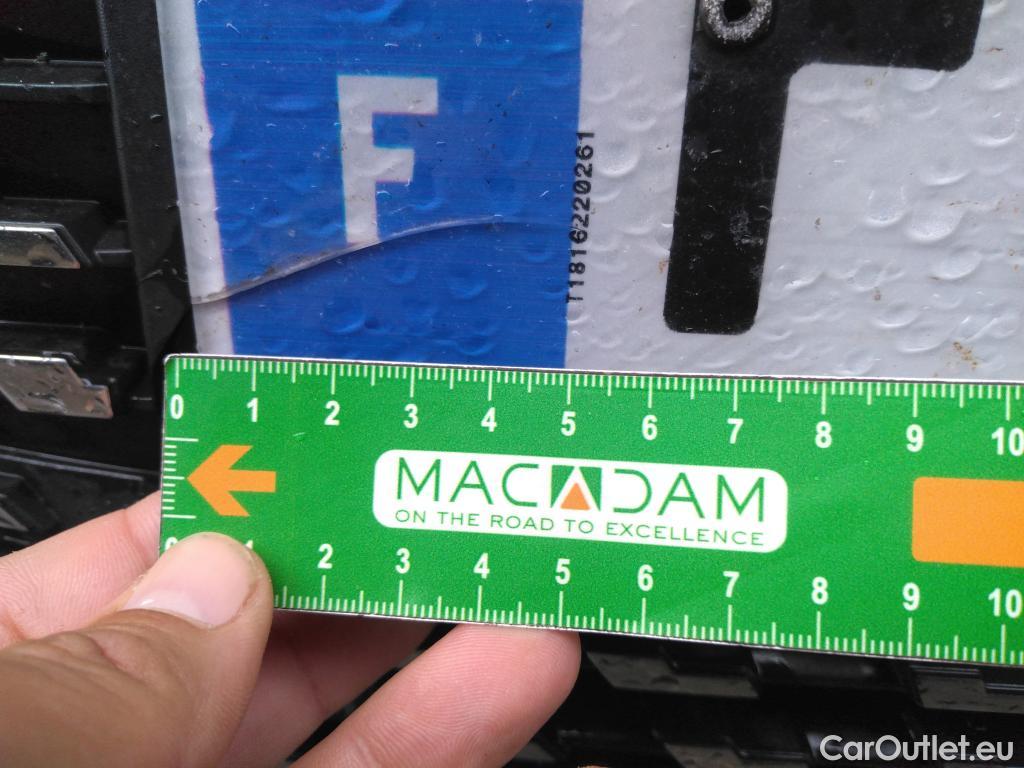 F
T1816220261
0 1 2 3 4 5 6 7 8 9 10
MACADAM
ON THE ROAD TO EXCELLENCE
2 3 4 5 6 7 8 9 10
CarOutlet.eu